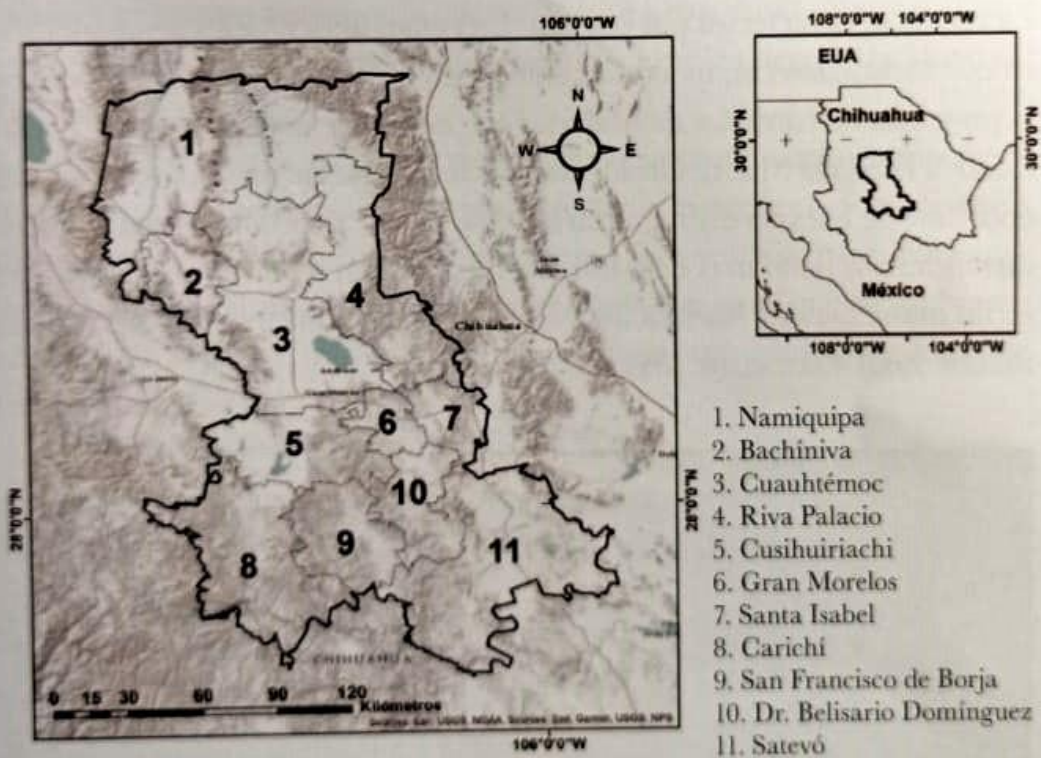 106°0'0"W
N
W
E
S
1
2
3
4
5
6
7
8
9
10
11
Chihuahua
CHIHUAHUA
28°0'0"N
28°0'0"N
0 15 30 60 90 120
Kilómetros
106°0'0"W
108°0'0"W 104°0'0"W
EUA
Chihuahua
México
30°0'0"N
30°0'0"N
108°0'0"W 104°0'0"W
1. Namiquipa
2. Bachíniva
3. Cuauhtémoc
4. Riva Palacio
5. Cusihuiriachi
6. Gran Morelos
7. Santa Isabel
8. Carichí
9. San Francisco de Borja
10. Dr. Belisario Domínguez
11. Satevó